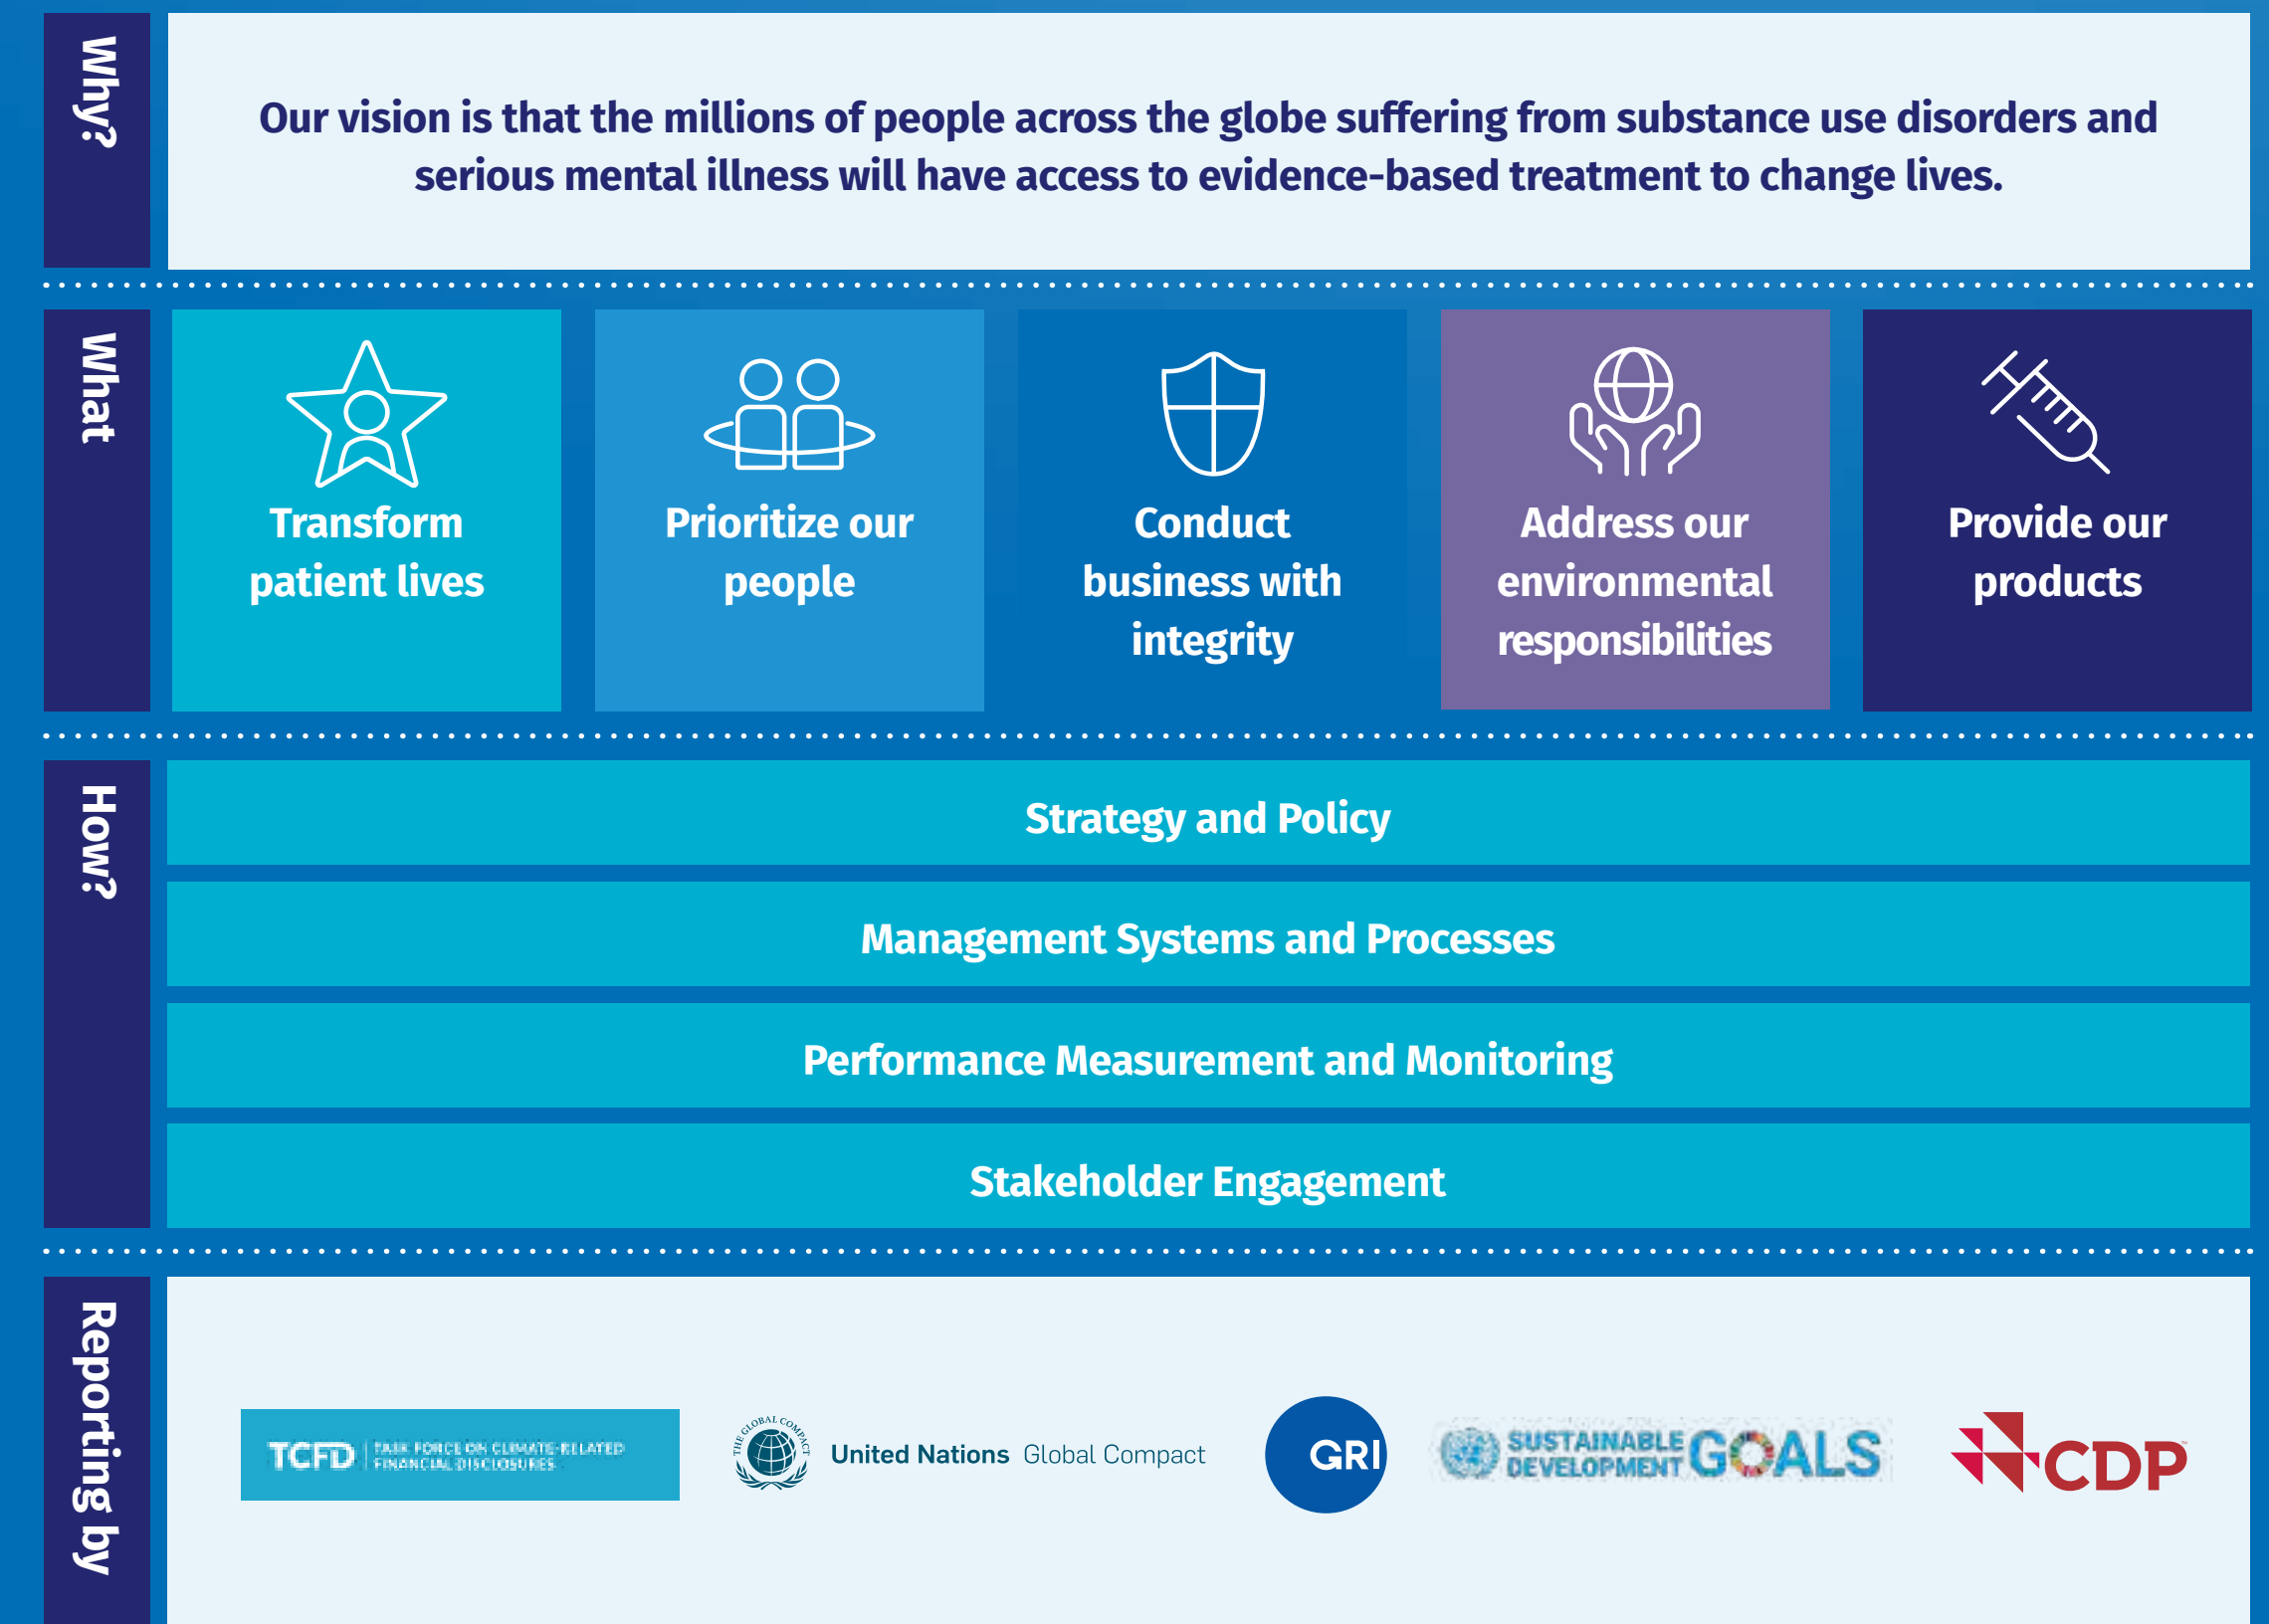 Why?
Our vision is that the millions of people across the globe suffering from substance use disorders and
serious mental illness will have access to evidence-based treatment to change lives.
What
Transform
patient lives
Prioritize our
people
Conduct
business with
integrity
Address our
environmental
responsibilities
Provide our
products
How?
Strategy and Policy
Management Systems and Processes
Performance Measurement and Monitoring
Stakeholder Engagement
Reporting by
TCFD
TASK FORCE ON CLIMATE-RELATED
FINANCIAL DISCLOSURES
THE GLOBAL COMPACT
United Nations Global Compact
GRI
SUSTAINABLE
DEVELOPMENT
GOALS
CDP